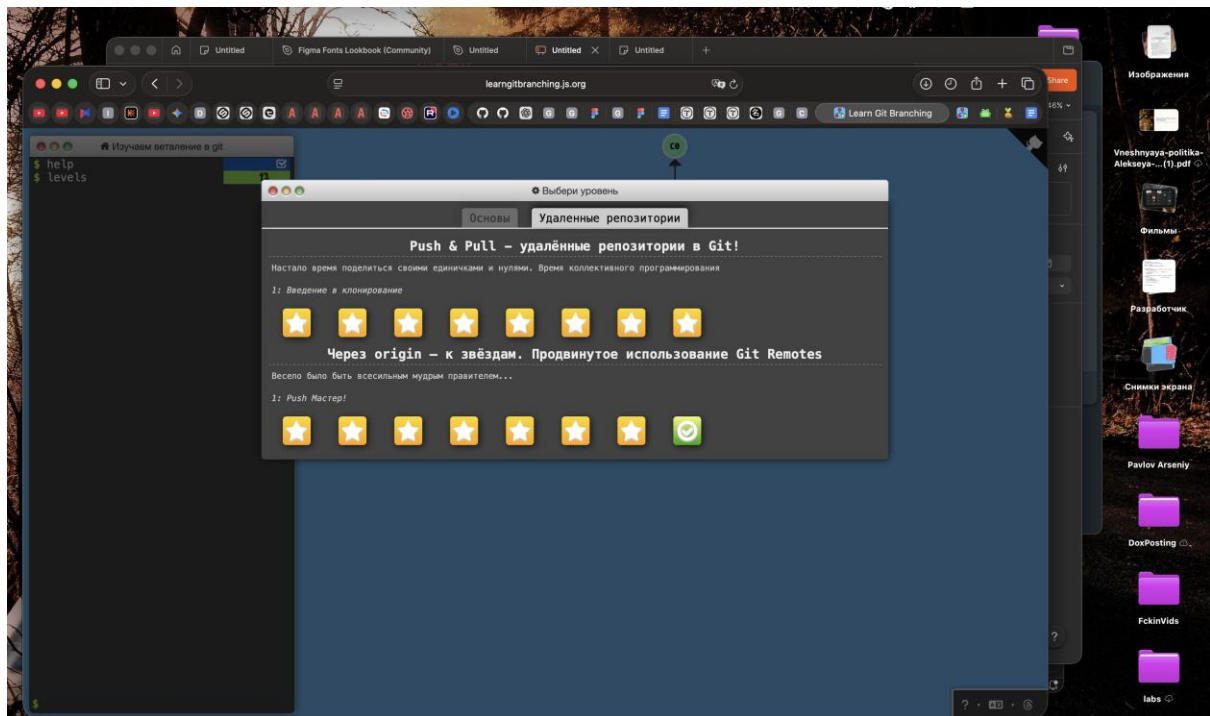 Untitled
Figma Fonts Lookbook (Community)
Untitled
Untitled
Untitled
learngitbranching.js.org
Share
Learn Git Branching
Изучаем ветвление в git
$ help
$ levels
C0
Выбери уровень
Основы
Удаленные репозитории
Push & Pull – удалённые репозитории в Git!
Настало время поделиться своими единичками и нулями. Время коллективного программирования
1: Введение в клонирование
Через origin – к звёздам. Продвинутое использование Git Remotes
Весело было быть всесильным мудрым правителем...
1: Push Мастер!
$
Изображения
Vneshnyaya-politika-
Alekseya-...(1).pdf
Фильмы
Разработчик
Снимки экрана
Pavlov Arseniy
DoxPosting
FckinVids
labs